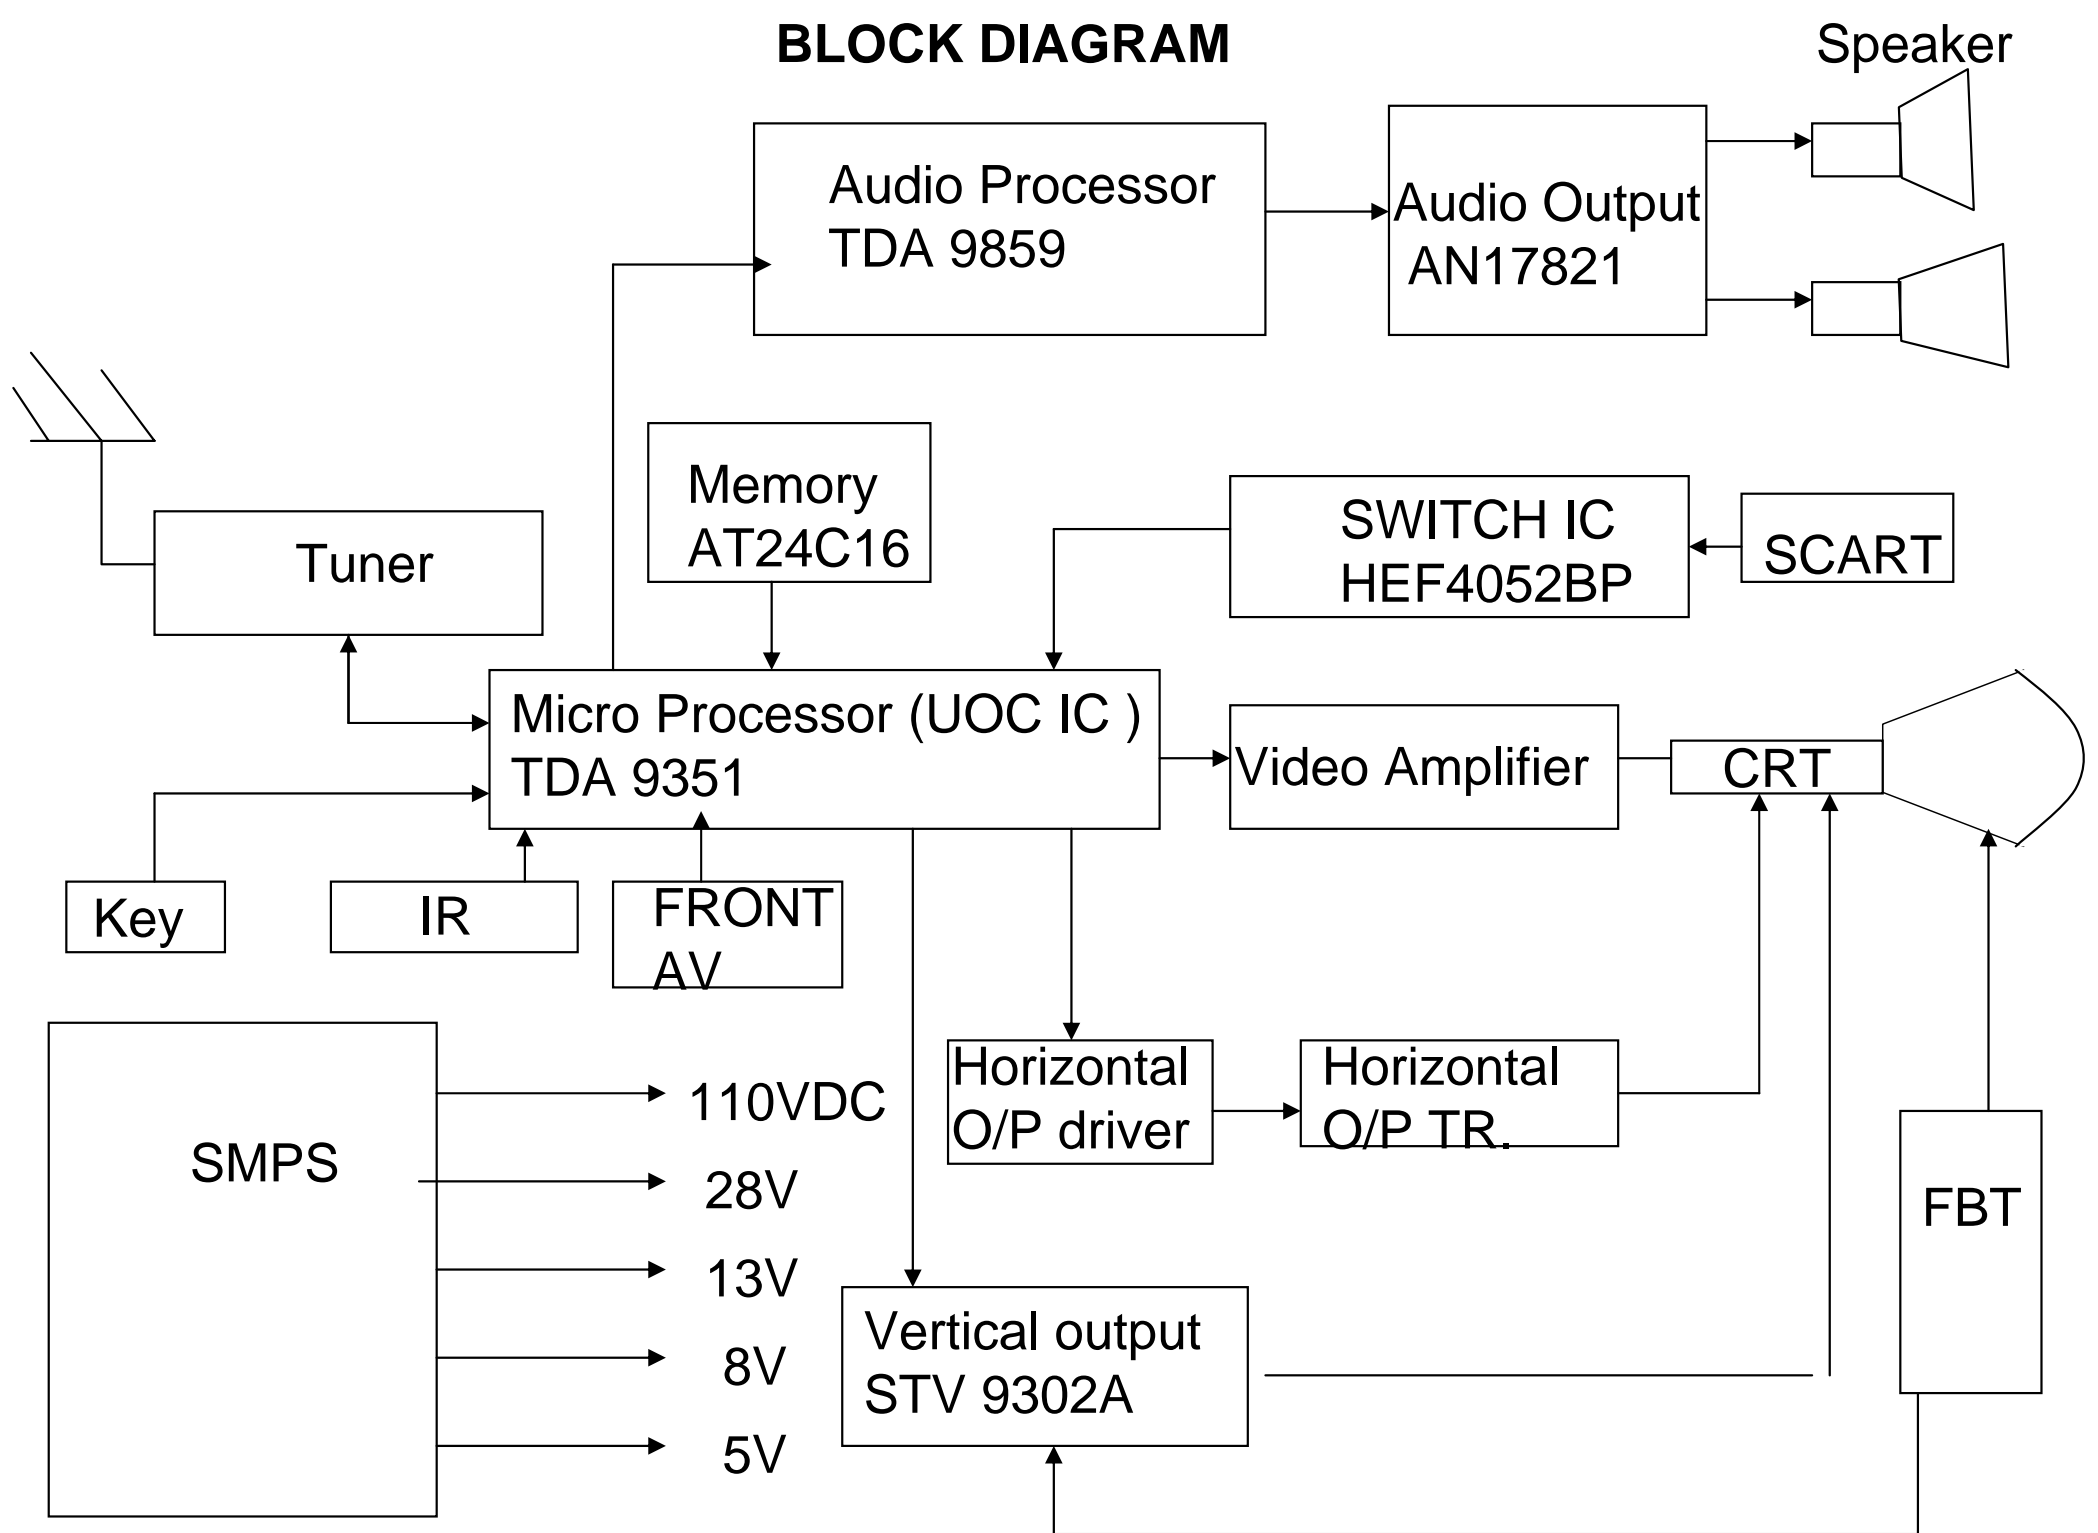 BLOCK DIAGRAM
Speaker
Audio Processor
TDA 9859
Audio Output
AN17821
Memory
AT24C16
SWITCH IC
HEF4052BP
SCART
Tuner
Micro Processor (UOC IC )
TDA 9351
Video Amplifier
CRT
Key
IR
FRONT
AV
Horizontal
O/P driver
Horizontal
O/P TR.
SMPS
110VDC
28V
13V
8V
5V
FBT
Vertical output
STV 9302A